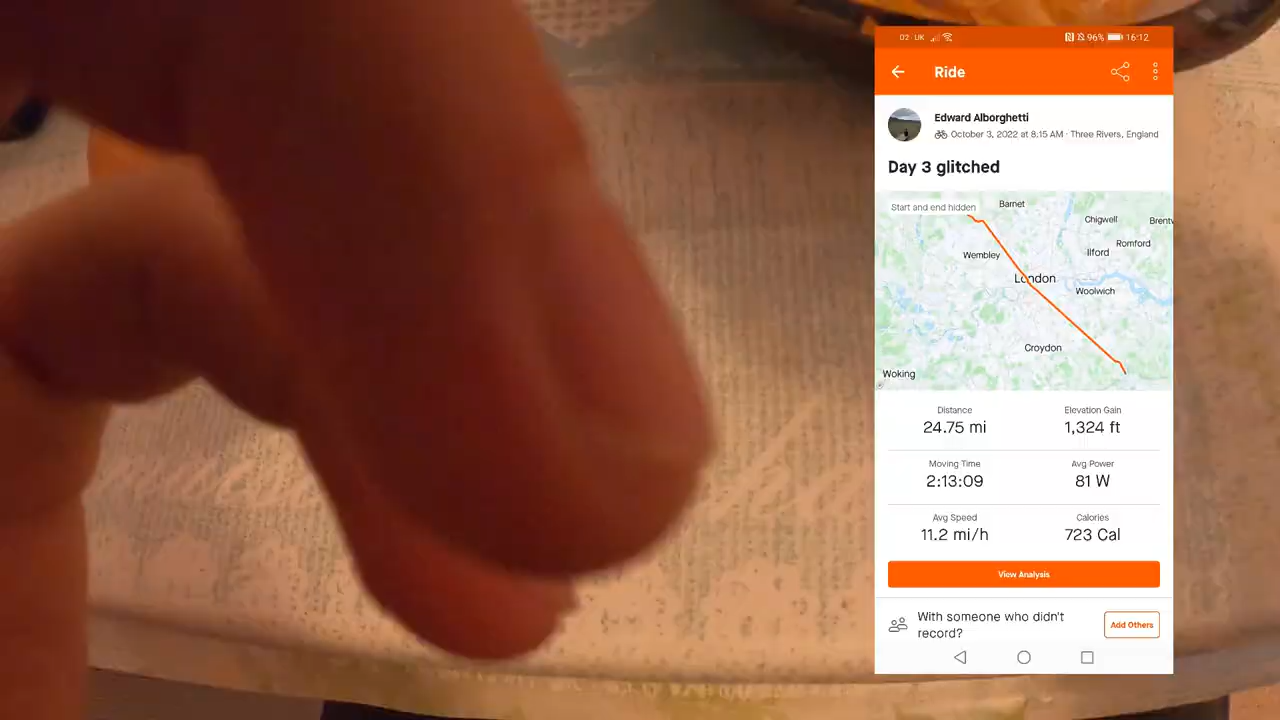 O2 - UK
96%
16:12
Ride
Edward Alborghetti
October 3, 2022 at 8:15 AM · Three Rivers, England
Day 3 glitched
Start and end hidden
Barnet
Chigwell
Brentw
Romford
Wembley
Ilford
London
Woolwich
Croydon
Woking
Distance
24.75 mi
Elevation Gain
1,324 ft
Moving Time
2:13:09
Avg Power
81 W
Avg Speed
11.2 mi/h
Calories
723 Cal
View Analysis
With someone who didn't
record?
Add Others